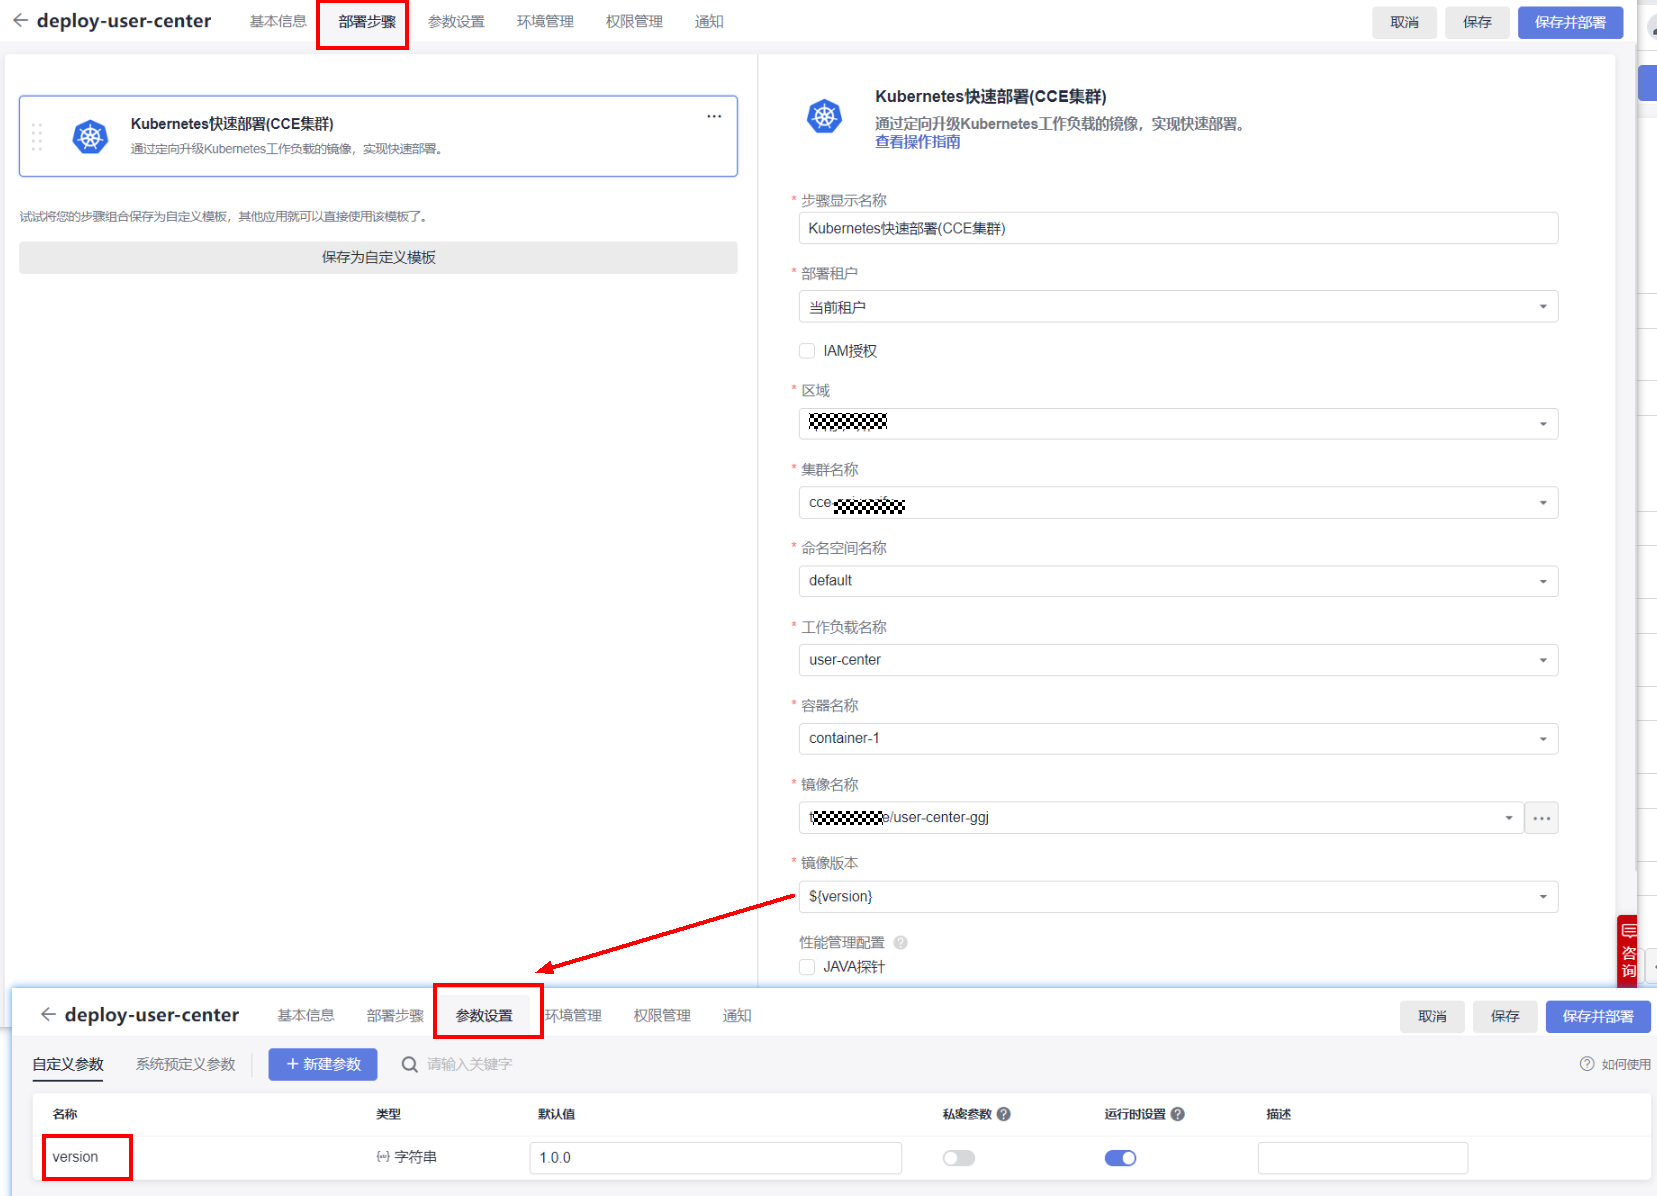 deploy-user-center 基本信息 部署步骤 参数设置 环境管理 权限管理 通知 取消 保存 保存并部署
Kubernetes快速部署(CCE集群)
通过定向升级Kubernetes工作负载的镜像，实现快速部署。
试试将您的步骤组合保存为自定义模板，其他应用就可以直接使用该模板了。
保存为自定义模板
Kubernetes快速部署(CCE集群)
通过定向升级Kubernetes工作负载的镜像，实现快速部署。
查看操作指南
* 步骤显示名称
Kubernetes快速部署(CCE集群)
* 部署租户
当前租户
IAM授权
* 区域
* 集群名称
cce-
* 命名空间名称
default
* 工作负载名称
user-center
* 容器名称
container-1
* 镜像名称
e/user-center-ggj
* 镜像版本
${version}
性能管理配置
JAVA探针
咨询
deploy-user-center 基本信息 部署步骤 参数设置 环境管理 权限管理 通知 取消 保存 保存并部署
自定义参数 系统预定义参数 + 新建参数 请输入关键字 如何使用
名称 类型 默认值 私密参数 运行时设置 描述
version 字符串 1.0.0